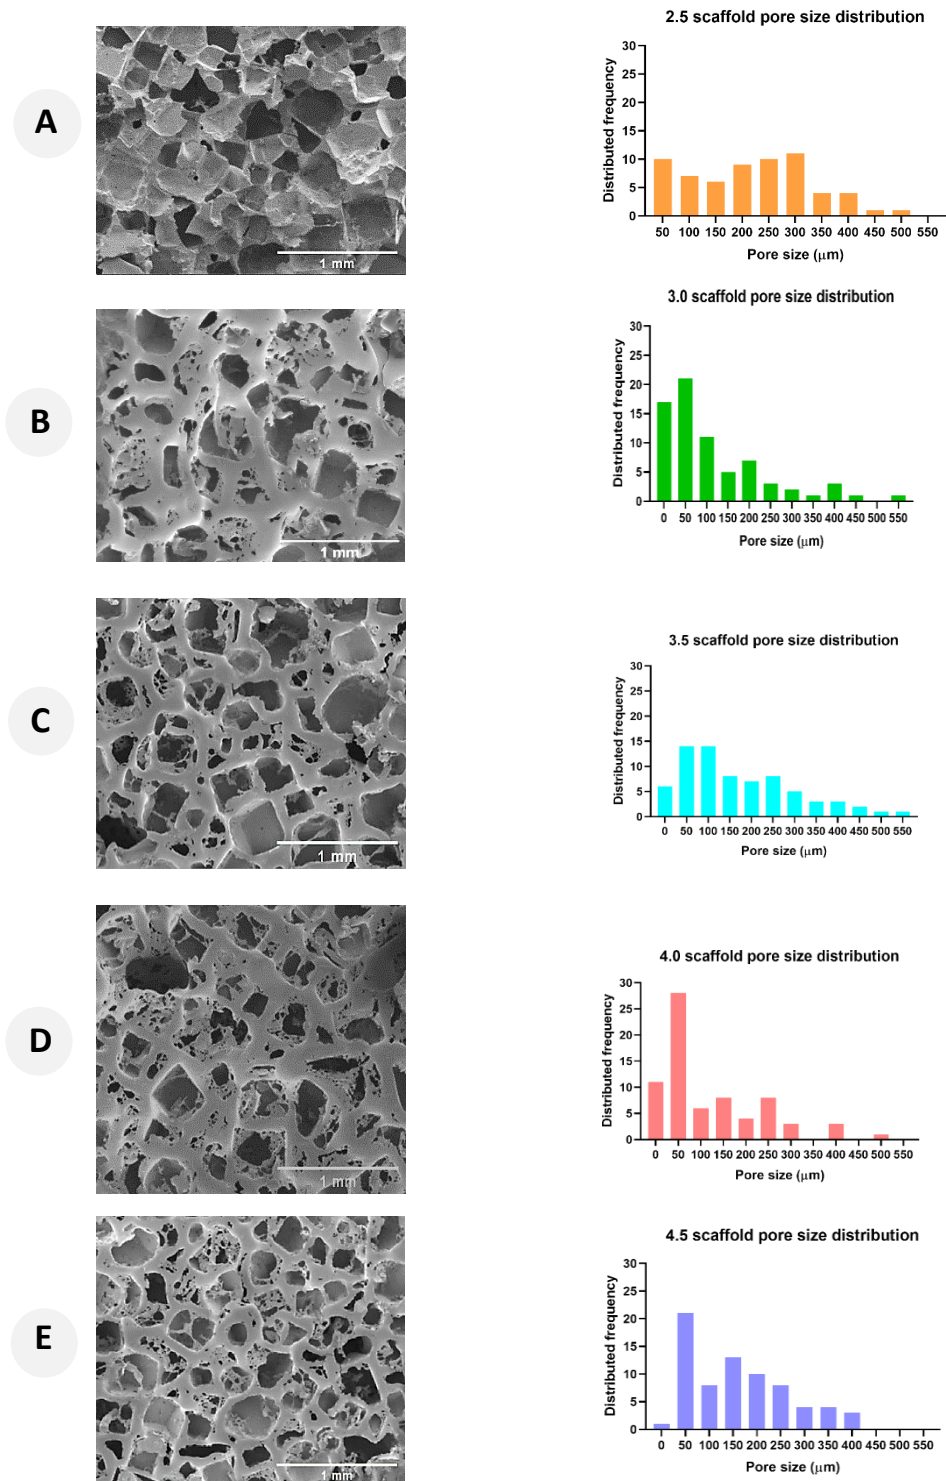 A
1 mm
2.5 scaffold pore size distribution
Distributed frequency
30
25
20
15
10
5
0
50 100 150 200 250 300 350 400 450 500 550
Pore size (μm)
B
1 mm
3.0 scaffold pore size distribution
Distributed frequency
30
25
20
15
10
5
0
0 50 100 150 200 250 300 350 400 450 500 550
Pore size (μm)
C
1 mm
3.5 scaffold pore size distribution
Distributed frequency
30
25
20
15
10
5
0
0 50 100 150 200 250 300 350 400 450 500 550
Pore size (μm)
D
1 mm
4.0 scaffold pore size distribution
Distributed frequency
30
25
20
15
10
5
0
0 50 100 150 200 250 300 350 400 450 500 550
Pore size (μm)
E
1 mm
4.5 scaffold pore size distribution
Distributed frequency
30
25
20
15
10
5
0
0 50 100 150 200 250 300 350 400 450 500 550
Pore size (μm)